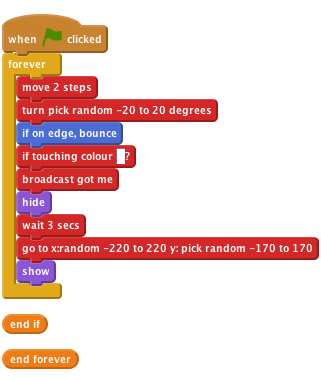 when clicked
forever
move 2 steps
turn pick random -20 to 20 degrees
if on edge, bounce
if touching colour ?
broadcast got me
hide
wait 3 secs
go to x:random -220 to 220 y: pick random -170 to 170
show
end if
end forever